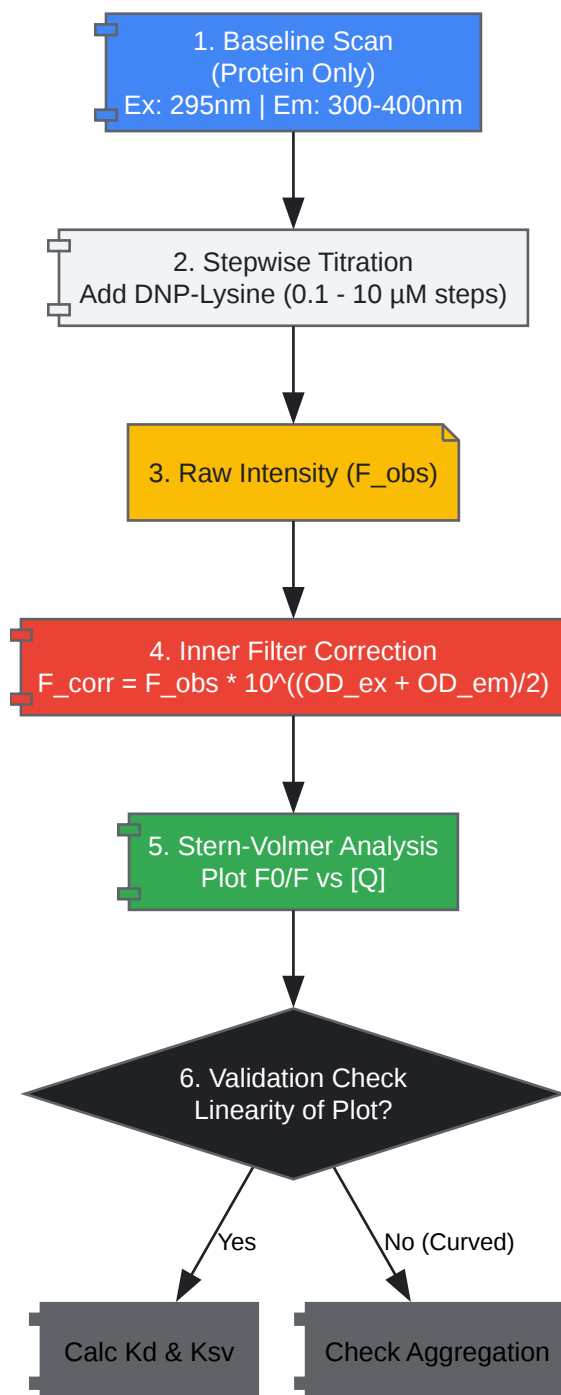 1. Baseline Scan
(Protein Only)
Ex: 295nm | Em: 300-400nm
2. Stepwise Titration
Add DNP-Lysine (0.1 - 10 µM steps)
3. Raw Intensity (F_obs)
4. Inner Filter Correction
F_corr = F_obs * 10^((OD_ex + OD_em)/2)
5. Stern-Volmer Analysis
Plot F0/F vs [Q]
6. Validation Check
Linearity of Plot?
Yes
No (Curved)
Calc Kd & Ksv
Check Aggregation